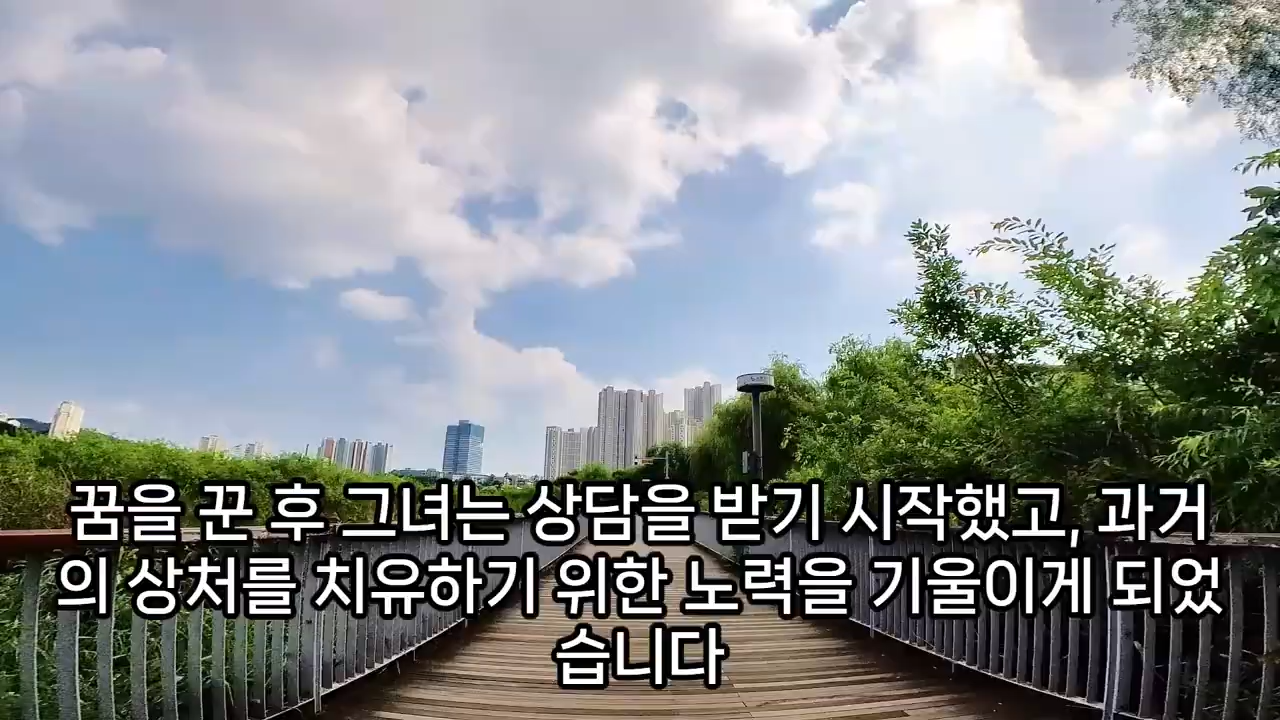 꿈을 꾼 후 그녀는 상담을 받기 시작했고, 과거
의 상처를 치유하기 위한 노력을 기울이게 되었
습니다